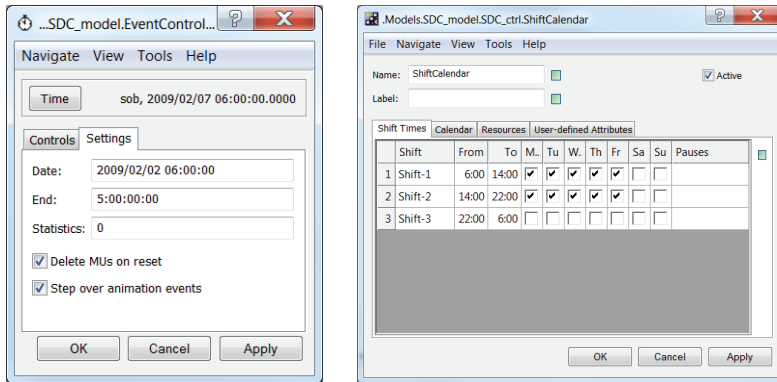 ...SDC_model.EventControl...
Navigate View Tools Help
Time sob, 2009/02/07 06:00:00.0000
Controls Settings
Date: 2009/02/02 06:00:00
End: 5:00:00:00
Statistics: 0
Delete MUs on reset
Step over animation events
OK Cancel Apply
.Models.SDC_model.SDC_ctrl.ShiftCalendar
File Navigate View Tools Help
Name: ShiftCalendar Active
Label:
Shift Times Calendar Resources User-defined Attributes
Shift From To M.. Tu W. Th Fr Sa Su Pauses
1 Shift-1 6:00 14:00
2 Shift-2 14:00 22:00
3 Shift-3 22:00 6:00
OK Cancel Apply